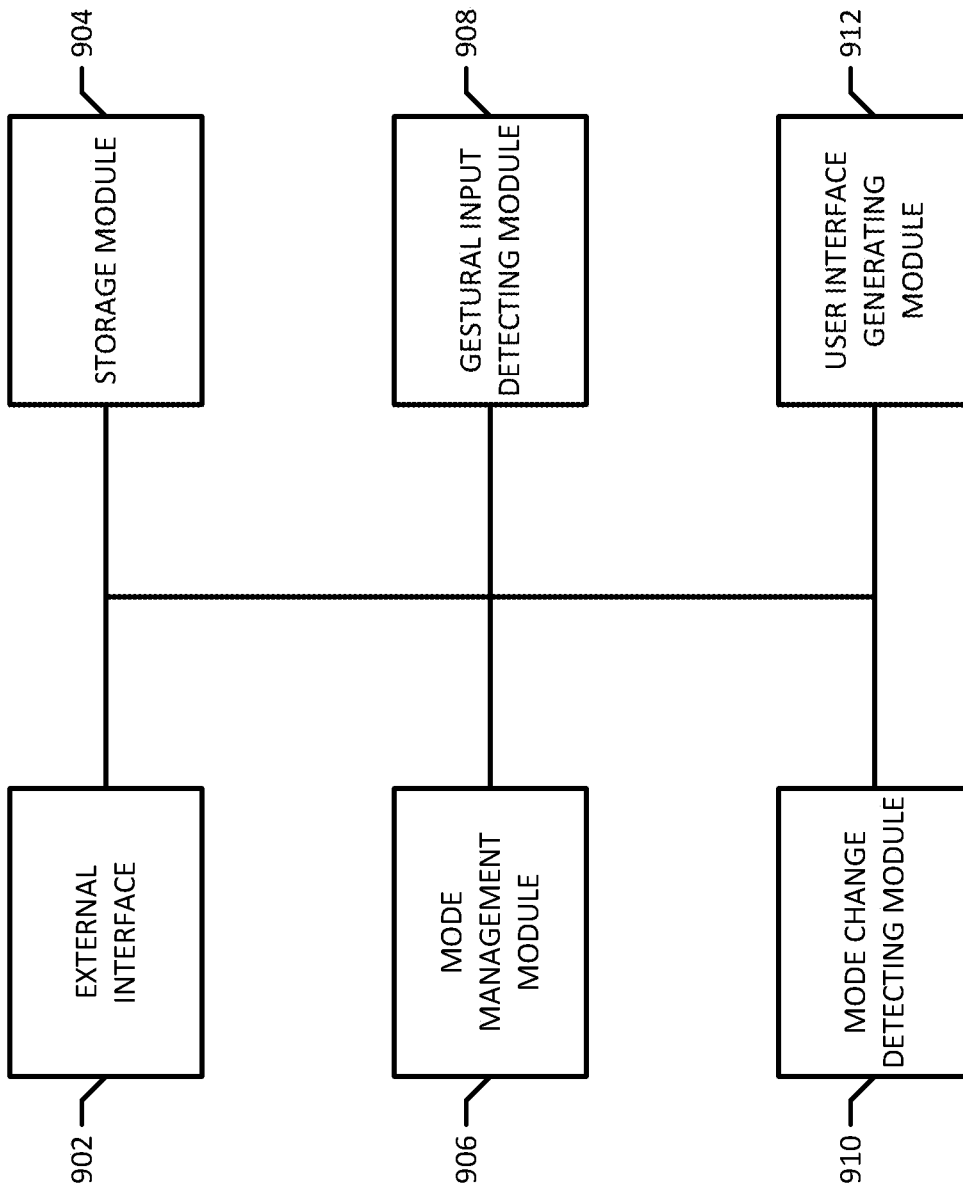 902
EXTERNAL
INTERFACE
STORAGE MODULE
904
906
MODE
MANAGEMENT
MODULE
GESTURAL INPUT
DETECTING MODULE
908
910
MODE CHANGE
DETECTING MODULE
USER INTERFACE
GENERATING
MODULE
912